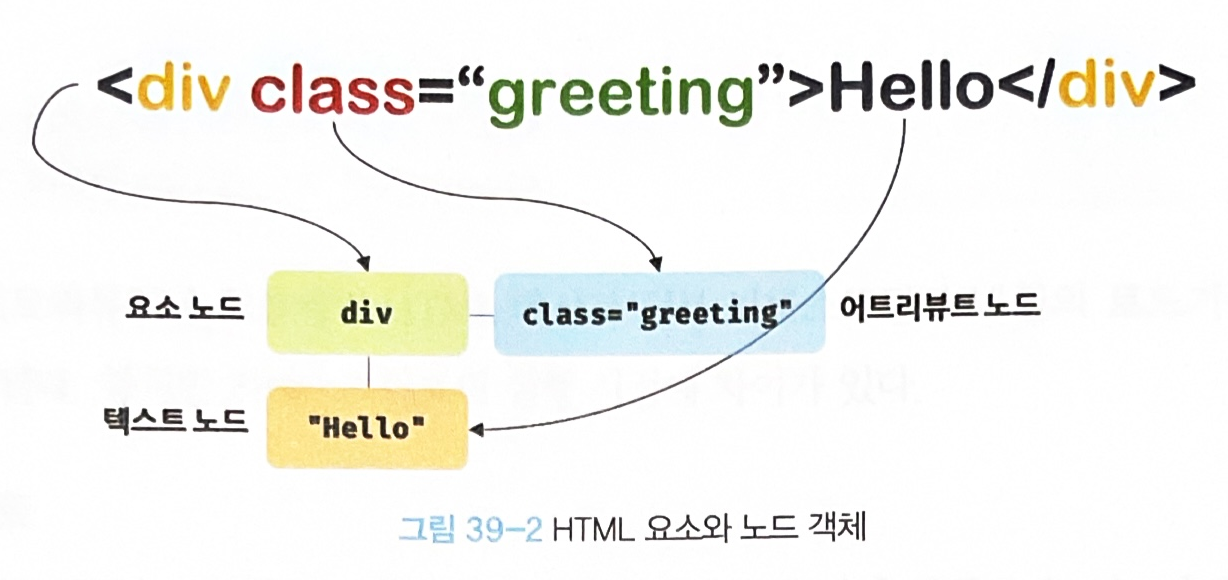 <div class=“greeting”>Hello</div>
요소 노드 div class="greeting" 어트리뷰트 노드
텍스트 노드 "Hello"
그림 39-2 HTML 요소와 노드 객체